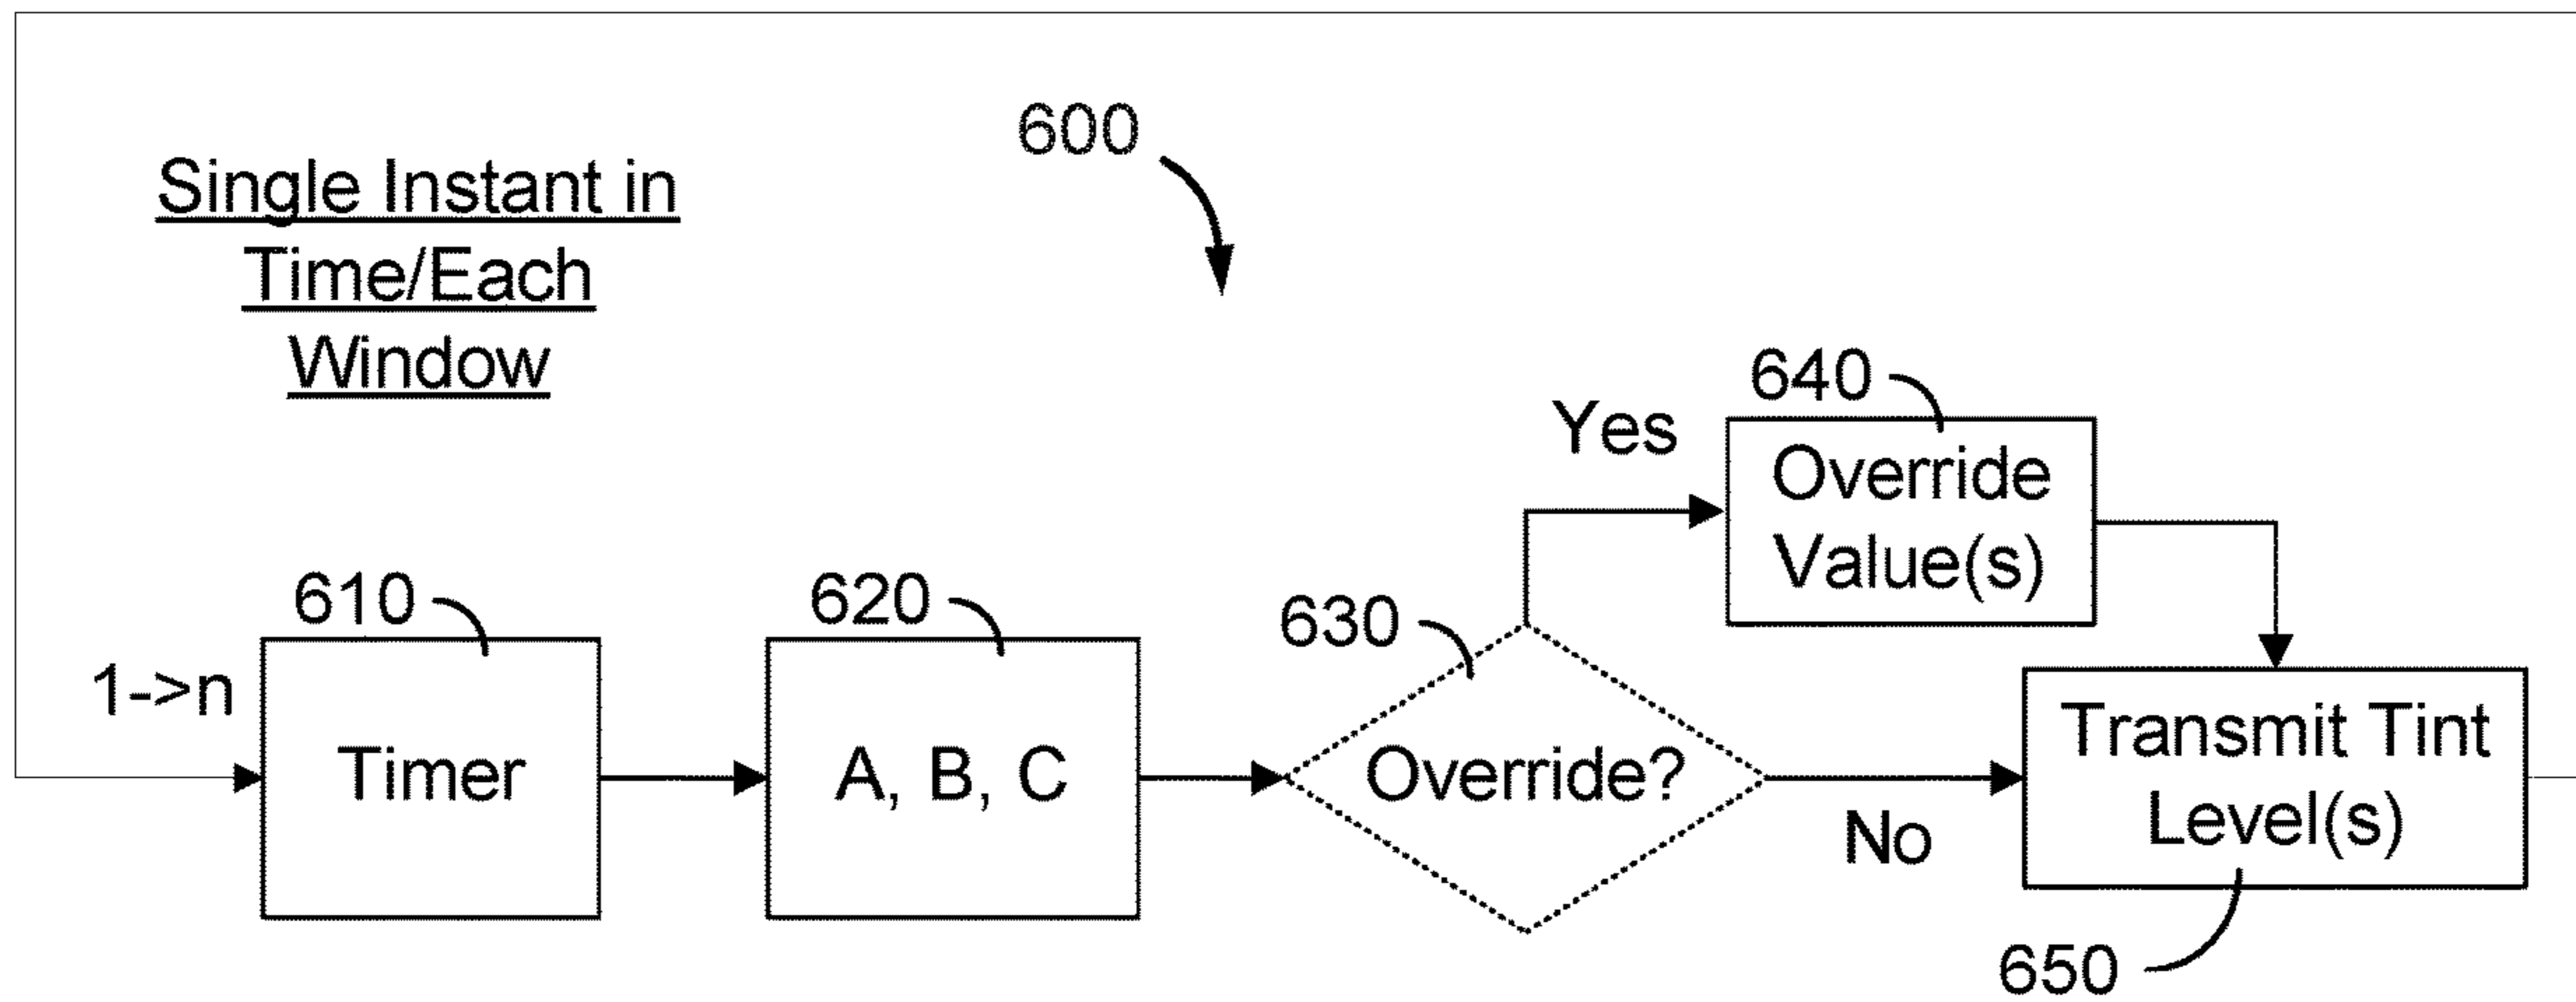 600
Single Instant in
Time/Each
Window
640
Yes
Override
Value(s)
610
620
630
1->n
Timer
A, B, C
Override?
Transmit Tint
Level(s)
No
650